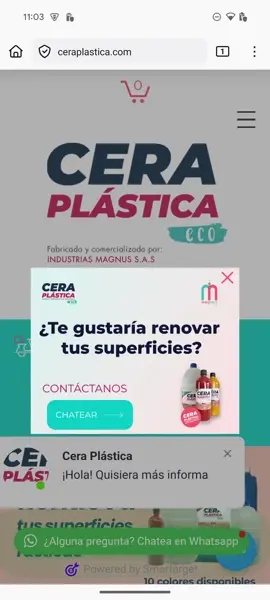 11:03
ceraplastica.com
1
0
CERA
PLÁSTICA
eco
Fabricado y comercializado por:
INDUSTRIAS MAGNUS S.A.S
CERA
PLÁSTICA
¿Te gustaría renovar
tus superficies?
CONTÁCTANOS
CHATEAR
Cera Plástica
¡Hola! Quisiera más informa
tus superficies
¿Alguna pregunta? Chatea en Whatsapp
Powered by Smartarget
10 colores disponibles